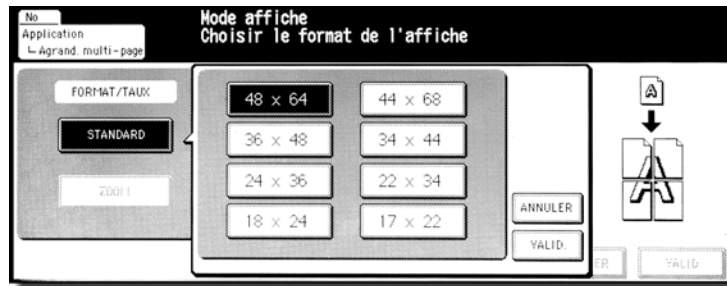 No
Mode affiche
Application
Choisir le format de l'affiche
└ Agrand. multi-page
FORMAT/TAUX
STANDARD
ZOOM
48 x 64
44 x 68
36 x 48
34 x 44
24 x 36
22 x 34
18 x 24
17 x 22
ANNULER
VALID.
A
A
ER
VALID